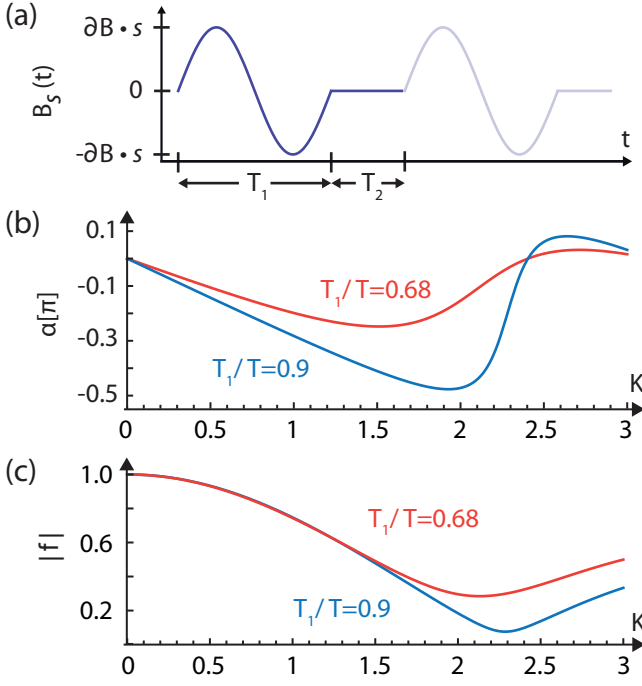 (a)
∂B • s
0
-∂B • s
B_s(t)
t
T_1
T_2
(b)
0.1
-0.1
-0.3
-0.5
α[π]
T_1/T=0.68
T_1/T=0.9
K
0 0.5 1 1.5 2 2.5 3
(c)
1.0
0.6
0.2
|f|
T_1/T=0.68
T_1/T=0.9
K
0 0.5 1 1.5 2 2.5 3